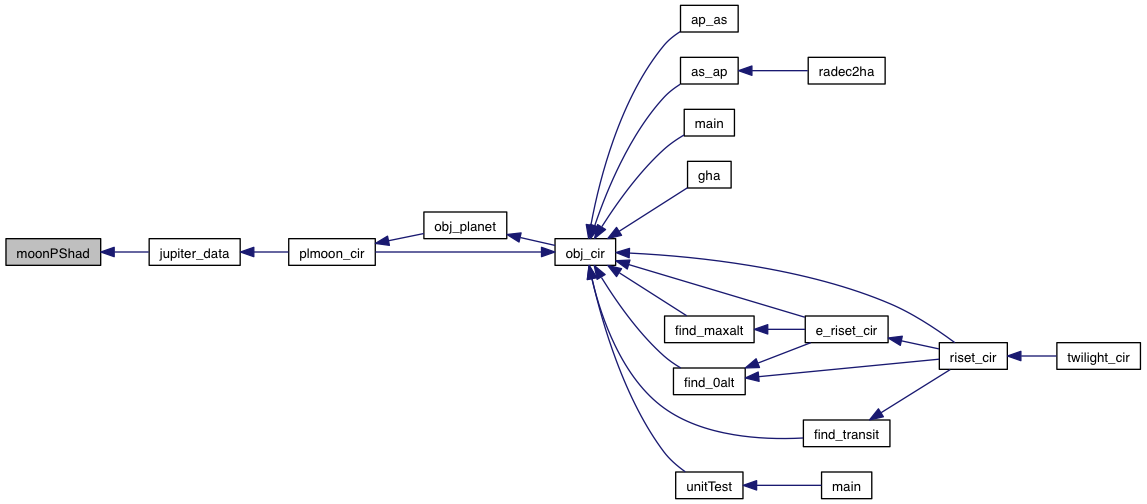 ap_as
as_ap
radec2ha
main
gha
obj_planet
moonPShad
jupiter_data
plmoon_cir
obj_cir
find_maxalt
e_riset_cir
riset_cir
twilight_cir
find_0alt
find_transit
unitTest
main